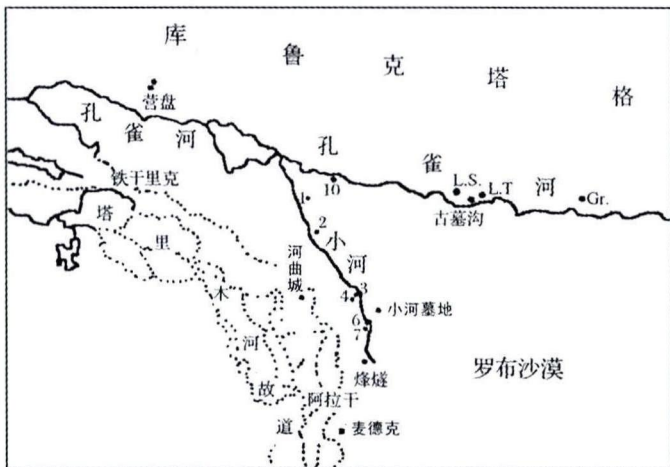 库鲁克塔格
营盘
孔雀河
孔雀河
铁干里克
10
L.S.
L.T
Gr.
古墓沟
1
2
小河
塔里木河故道
河曲城
3
4
小河墓地
6
7
烽燧
罗布沙漠
阿拉干
麦德克